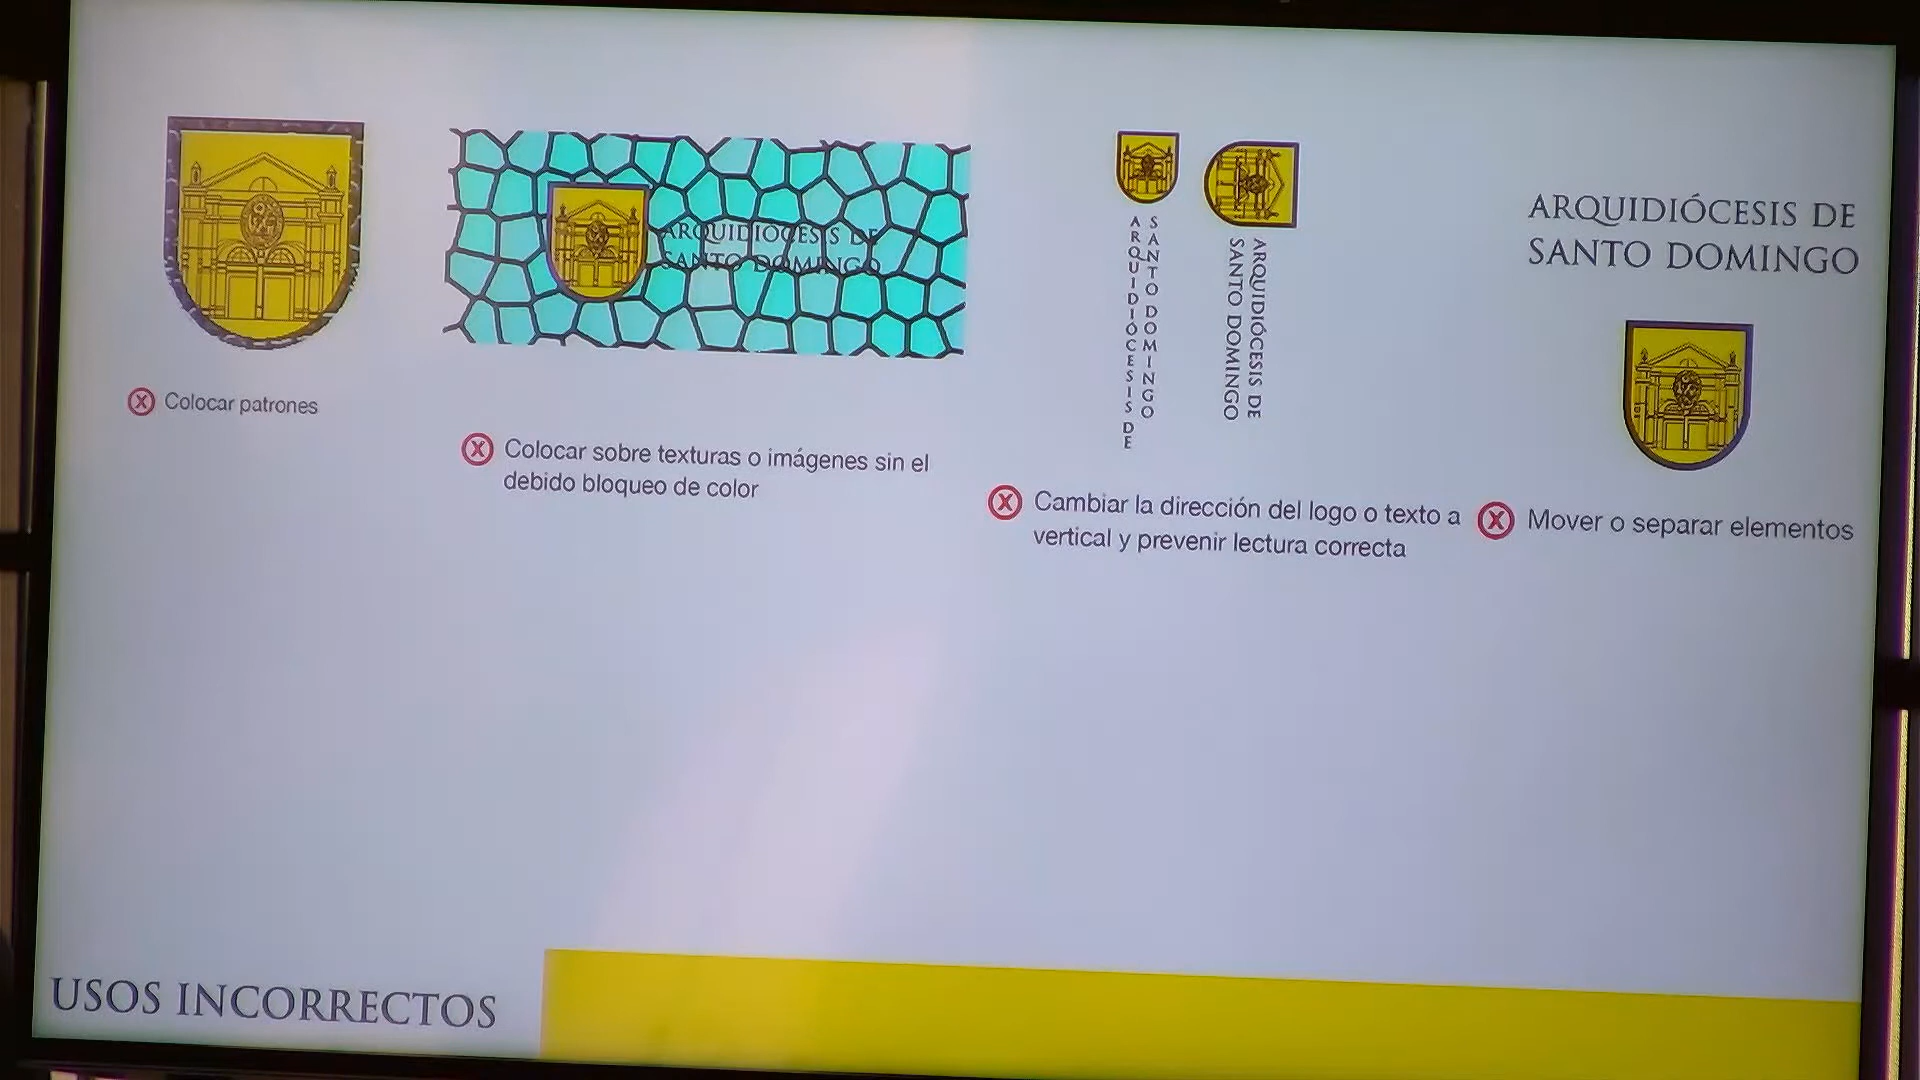 Colocar patrones
ARQUIDIÓCESIS DE
SANTO DOMINGO
Colocar sobre texturas o imágenes sin el
debido bloqueo de color
ARQUIDIÓCESIS DE
SANTO DOMINGO
ARQUIDIÓCESIS DE
SANTO DOMINGO
Cambiar la dirección del logo o texto a
vertical y prevenir lectura correcta
ARQUIDIÓCESIS DE
SANTO DOMINGO
Mover o separar elementos
USOS INCORRECTOS